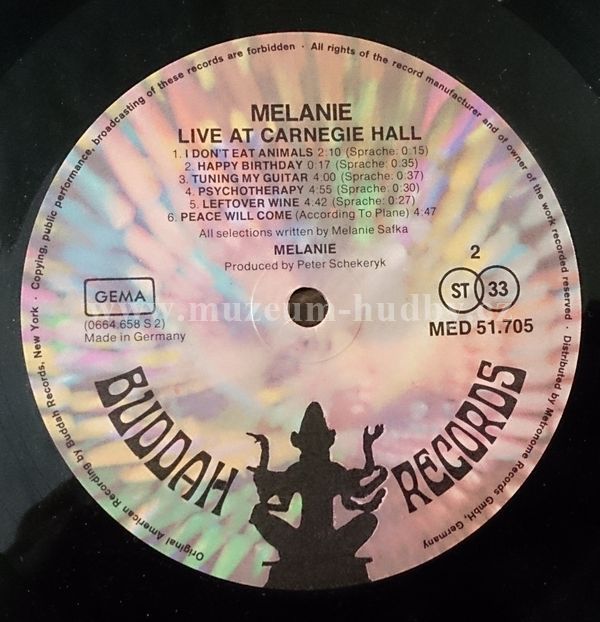 Original American Recording by Buddah Records, New York · Copying, public performance, broadcasting of these records are forbidden · All rights of the record manufacturer and of owner of the work recorded reserved · Distributed by Metronome Records GmbH, Germany
MELANIE
LIVE AT CARNEGIE HALL
1. I DON'T EAT ANIMALS 2:10 (Sprache: 0:15)
2. HAPPY BIRTHDAY 0:17 (Sprache: 0:35)
3. TUNING MY GUITAR 4:00 (Sprache: 0:37)
4. PSYCHOTHERAPY 4:55 (Sprache: 0:30)
5. LEFTOVER WINE 4:42 (Sprache: 0:27)
6. PEACE WILL COME (According To Plane) 4:47
All selections written by Melanie Safka
MELANIE
Produced by Peter Schekeryk
2
GEMA
ST 33
www.muzeum-hudby.cz
(0664.658 S 2)
MED 51.705
Made in Germany
BUDDAH RECORDS